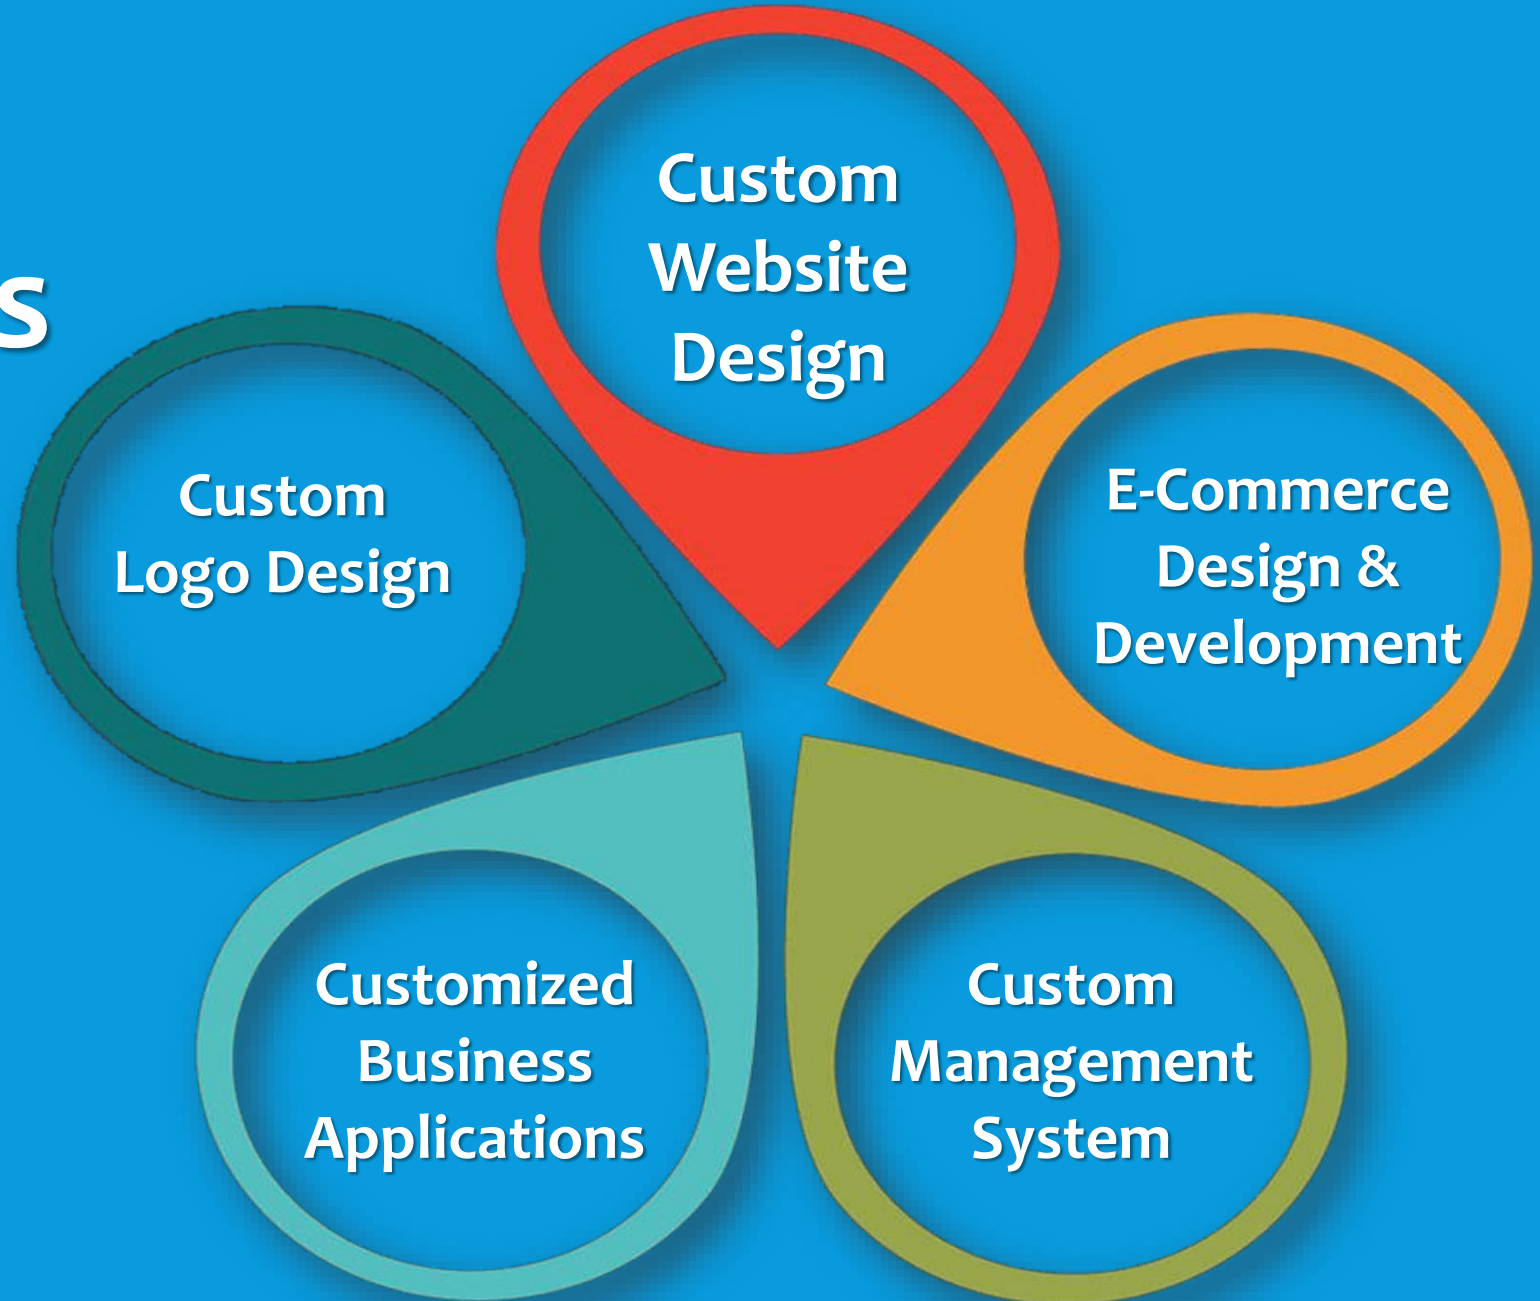 Custom
Website
Design
s
Custom
Logo Design
E-Commerce
Design &
Development
Customized
Business
Applications
Custom
Management
System